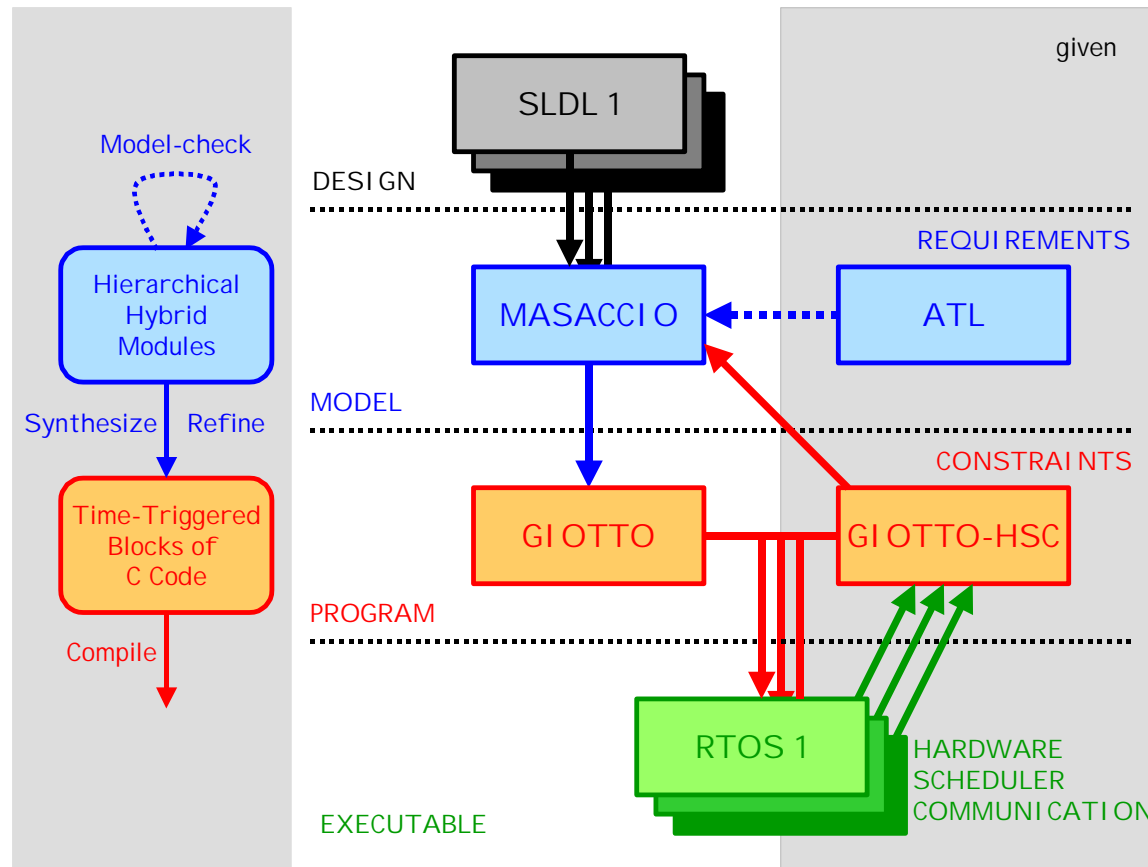 given
SLDL 1
Model-check
DESIGN
REQUIREMENTS
Hierarchical
Hybrid
Modules
MASACCIO
ATL
Synthesize
Refine
MODEL
CONSTRAINTS
Time-Triggered
Blocks of
C Code
GIOTTO
GIOTTO-HSC
PROGRAM
Compile
RTOS 1
HARDWARE
SCHEDULER
COMMUNICATION
EXECUTABLE